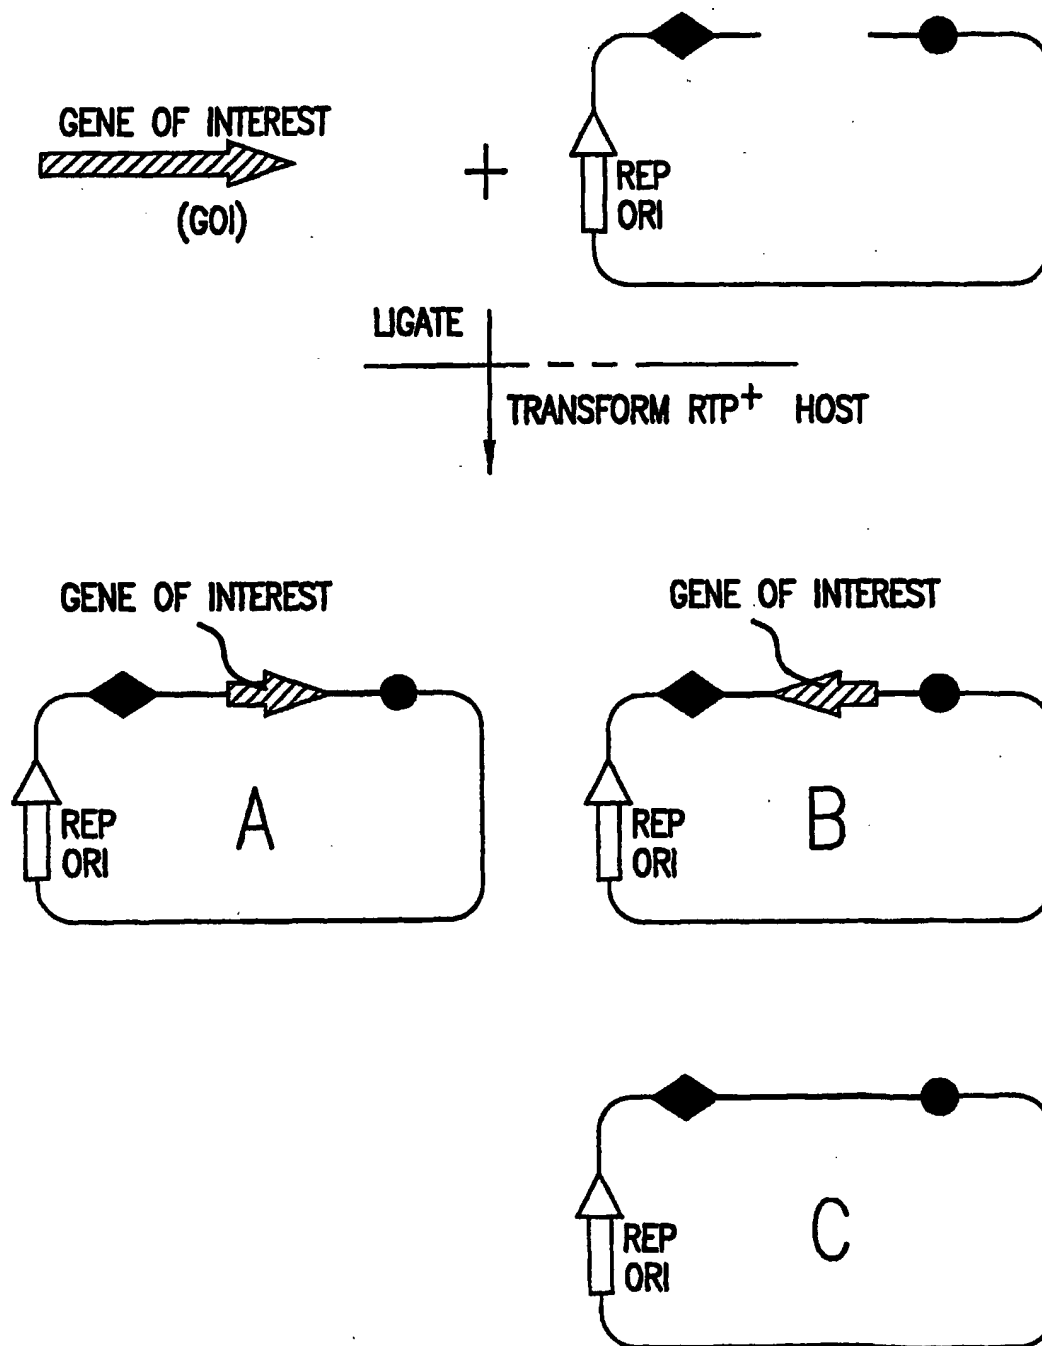 GENE OF INTEREST
(GOI)
+
REP
ORI
LIGATE
TRANSFORM RTP+ HOST
GENE OF INTEREST
GENE OF INTEREST
REP
ORI
A
REP
ORI
B
REP
ORI
C